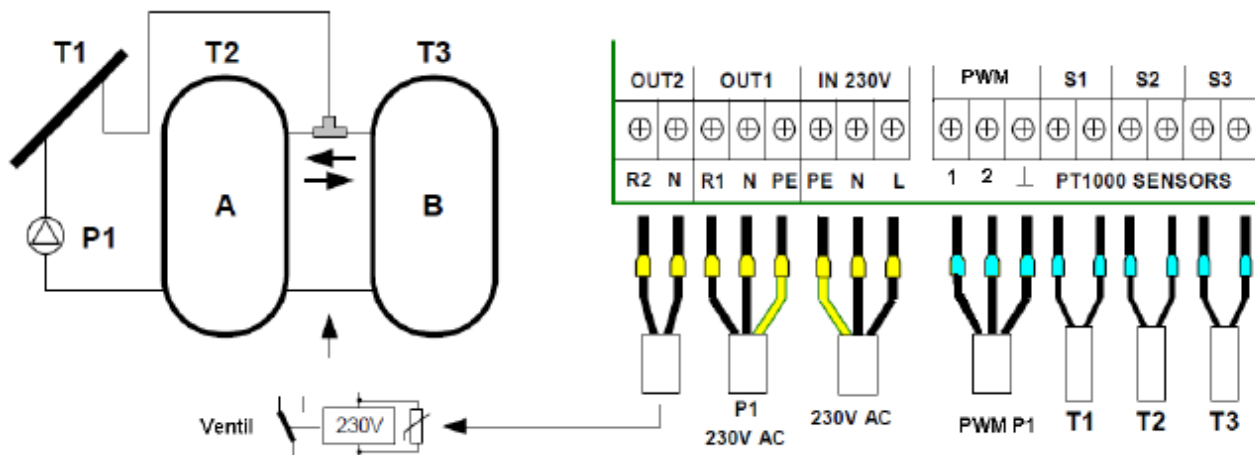 T1 T2 T3
A B
P1
Ventil 230V
OUT2 OUT1 IN 230V PWM S1 S2 S3
R2 N R1 N PE PE N L 1 2 ⊥ PT1000 SENSORS
P1
230V AC 230V AC PWM P1 T1 T2 T3